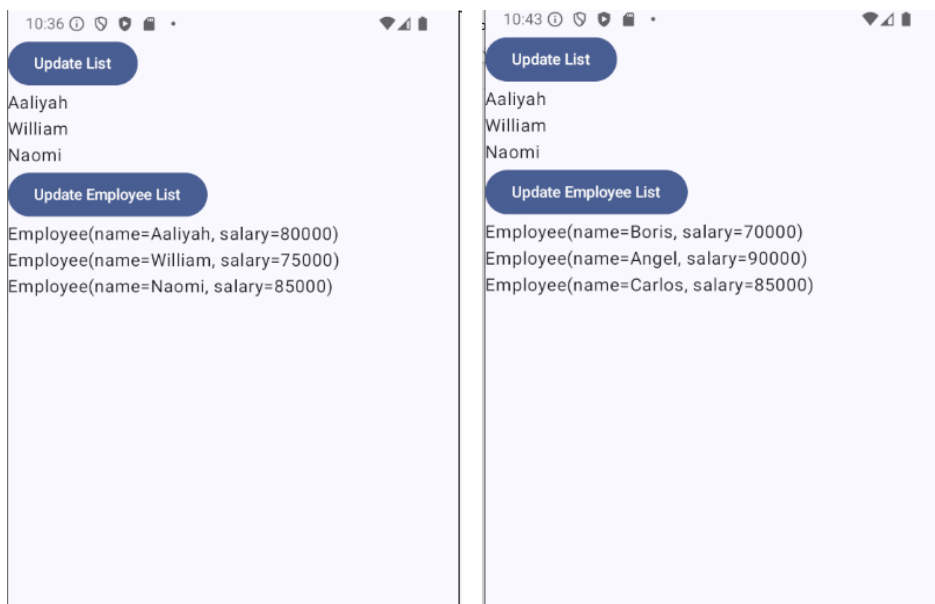 10:36
Update List
Aaliyah
William
Naomi
Update Employee List
Employee(name=Aaliyah, salary=80000)
Employee(name=William, salary=75000)
Employee(name=Naomi, salary=85000)
10:43
Update List
Aaliyah
William
Naomi
Update Employee List
Employee(name=Boris, salary=70000)
Employee(name=Angel, salary=90000)
Employee(name=Carlos, salary=85000)